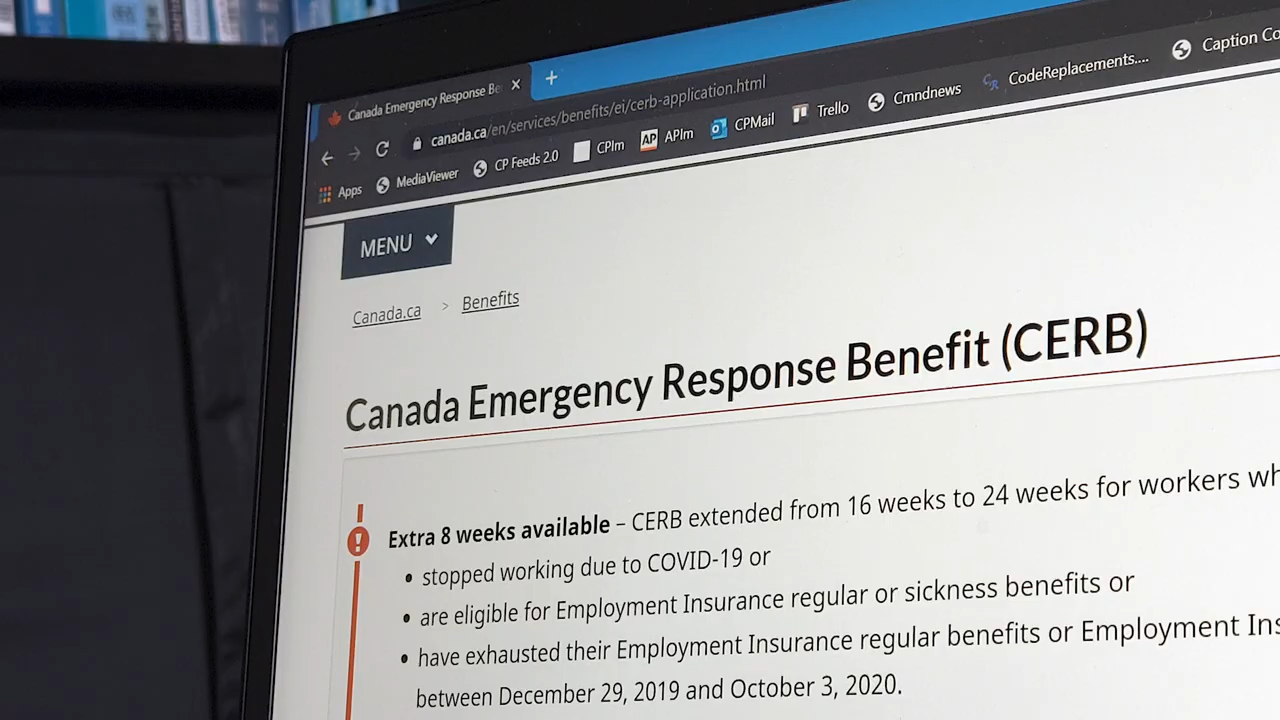 Canada Emergency Response Be
canada.ca/en/services/benefits/ei/cerb-application.html
Apps MediaViewer CP Feeds 2.0 CPIm AP APIm CPMail Trello Cmndnews CR CodeReplacements.... Caption Co
MENU
Canada.ca > Benefits
Canada Emergency Response Benefit (CERB)
Extra 8 weeks available – CERB extended from 16 weeks to 24 weeks for workers wh
• stopped working due to COVID-19 or
• are eligible for Employment Insurance regular or sickness benefits or
• have exhausted their Employment Insurance regular benefits or Employment Ins
between December 29, 2019 and October 3, 2020.